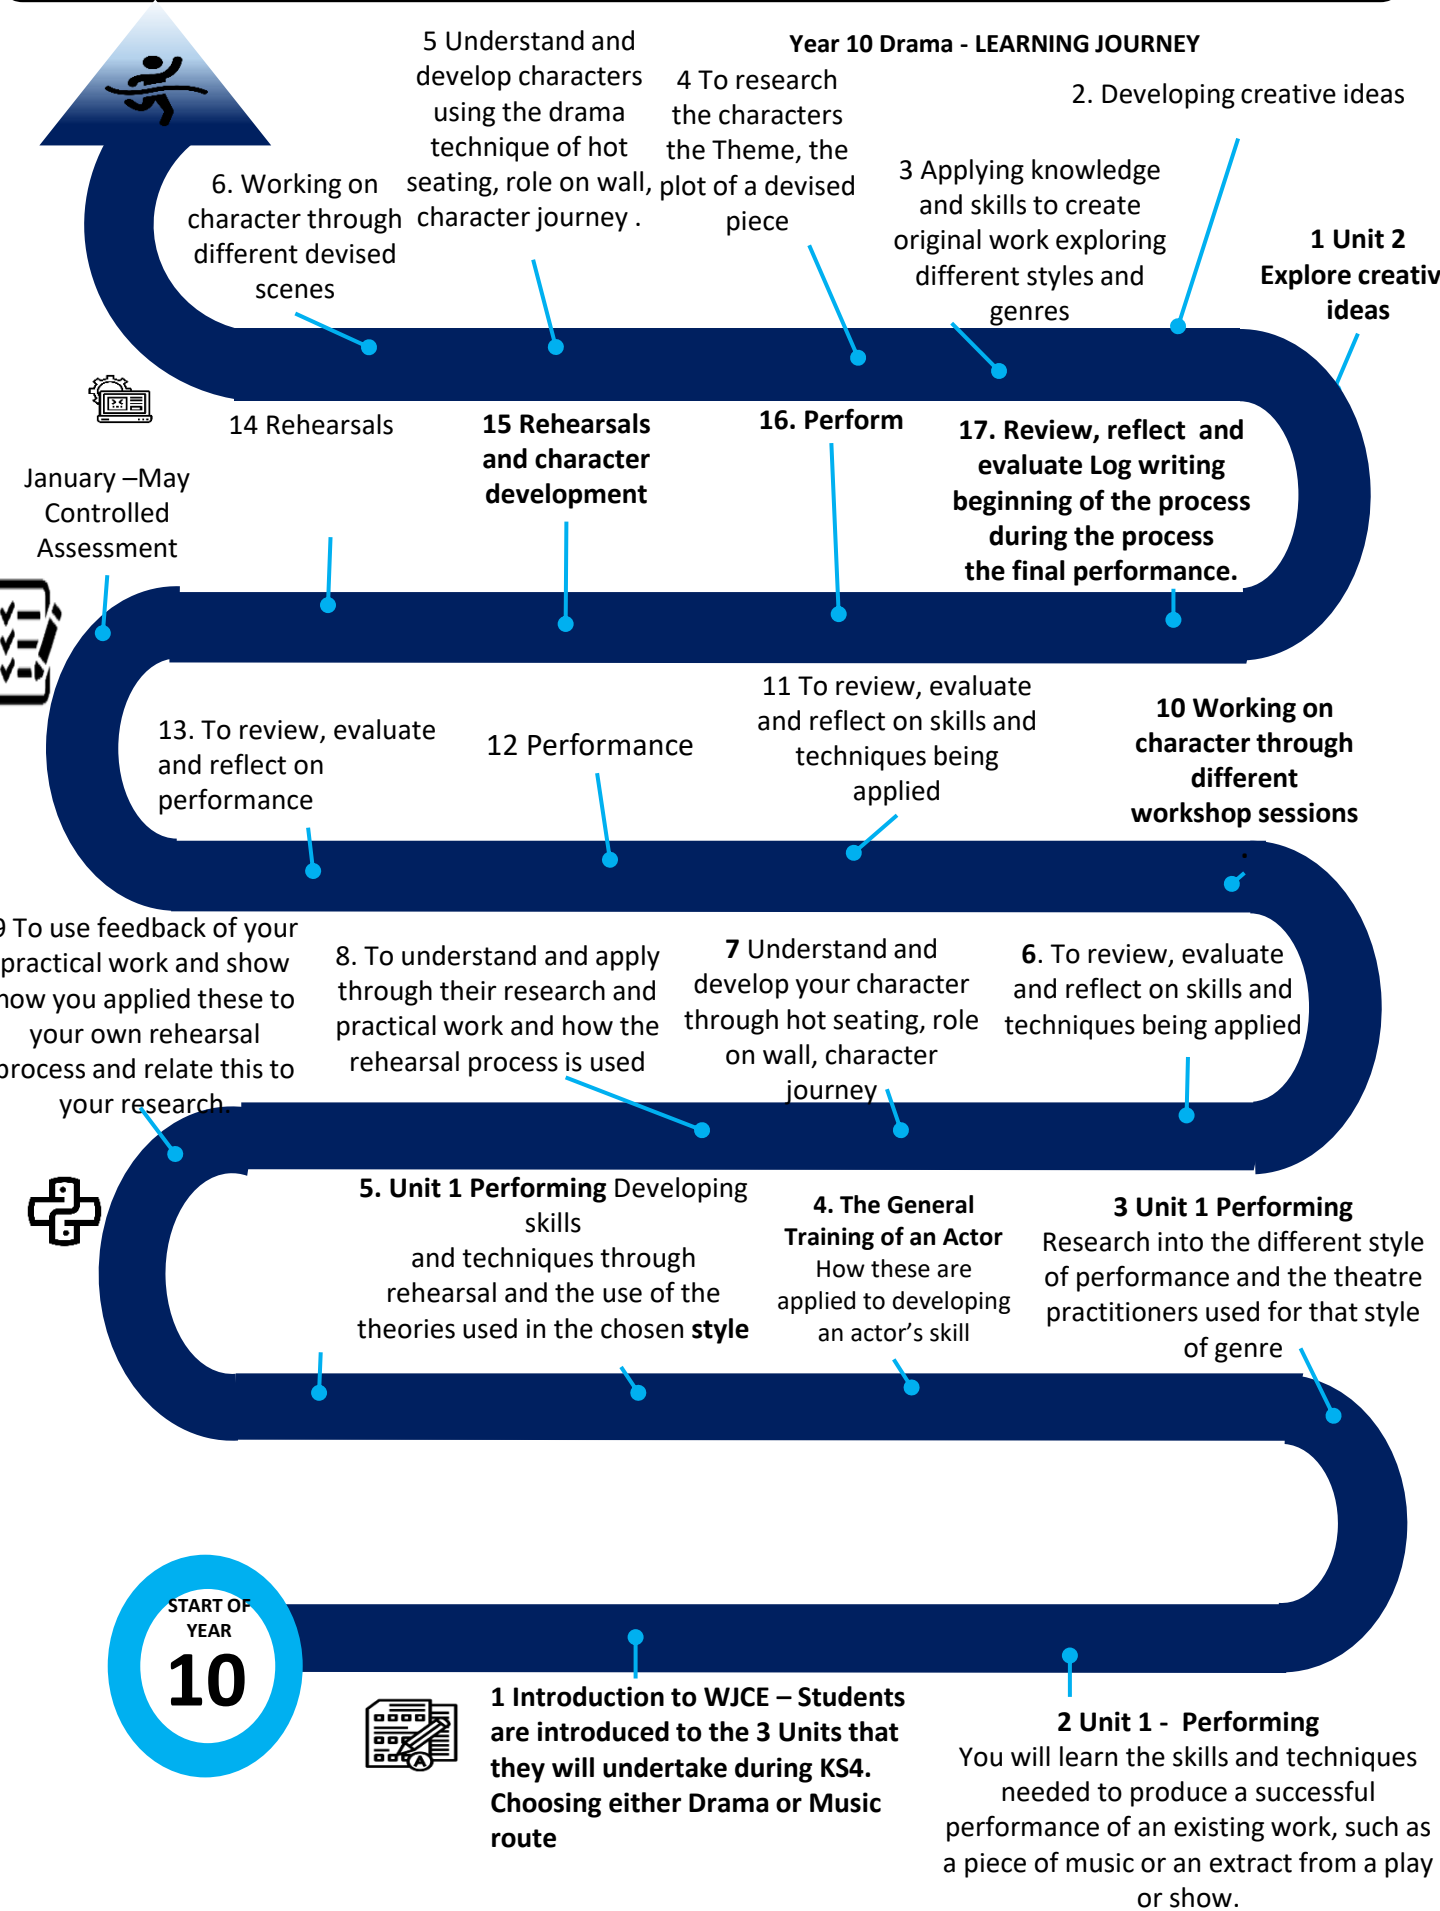 Year 10 Drama - LEARNING JOURNEY
5 Understand and
develop characters
using the drama
technique of hot
seating, role on wall,
character journey .
4 To research
the characters
the Theme, the
plot of a devised
piece
2. Developing creative ideas
3 Applying knowledge
and skills to create
original work exploring
different styles and
genres
1 Unit 2
Explore creativ
ideas
6. Working on
character through
different devised
scenes
14 Rehearsals
15 Rehearsals
and character
development
16. Perform
17. Review, reflect and
evaluate Log writing
beginning of the process
during the process
the final performance.
January –May
Controlled
Assessment
13. To review, evaluate
and reflect on
performance
12 Performance
11 To review, evaluate
and reflect on skills and
techniques being
applied
10 Working on
character through
different
workshop sessions
.
9 To use feedback of your
practical work and show
how you applied these to
your own rehearsal
process and relate this to
your research.
8. To understand and apply
through their research and
practical work and how the
rehearsal process is used
7 Understand and
develop your character
through hot seating, role
on wall, character
journey
6. To review, evaluate
and reflect on skills and
techniques being applied
5. Unit 1 Performing Developing
skills
and techniques through
rehearsal and the use of the
theories used in the chosen style
4. The General
Training of an Actor
How these are
applied to developing
an actor’s skill
3 Unit 1 Performing
Research into the different style
of performance and the theatre
practitioners used for that style
of genre
START OF
YEAR
10
1 Introduction to WJCE – Students
are introduced to the 3 Units that
they will undertake during KS4.
Choosing either Drama or Music
route
2 Unit 1 - Performing
You will learn the skills and techniques
needed to produce a successful
performance of an existing work, such as
a piece of music or an extract from a play
or show.